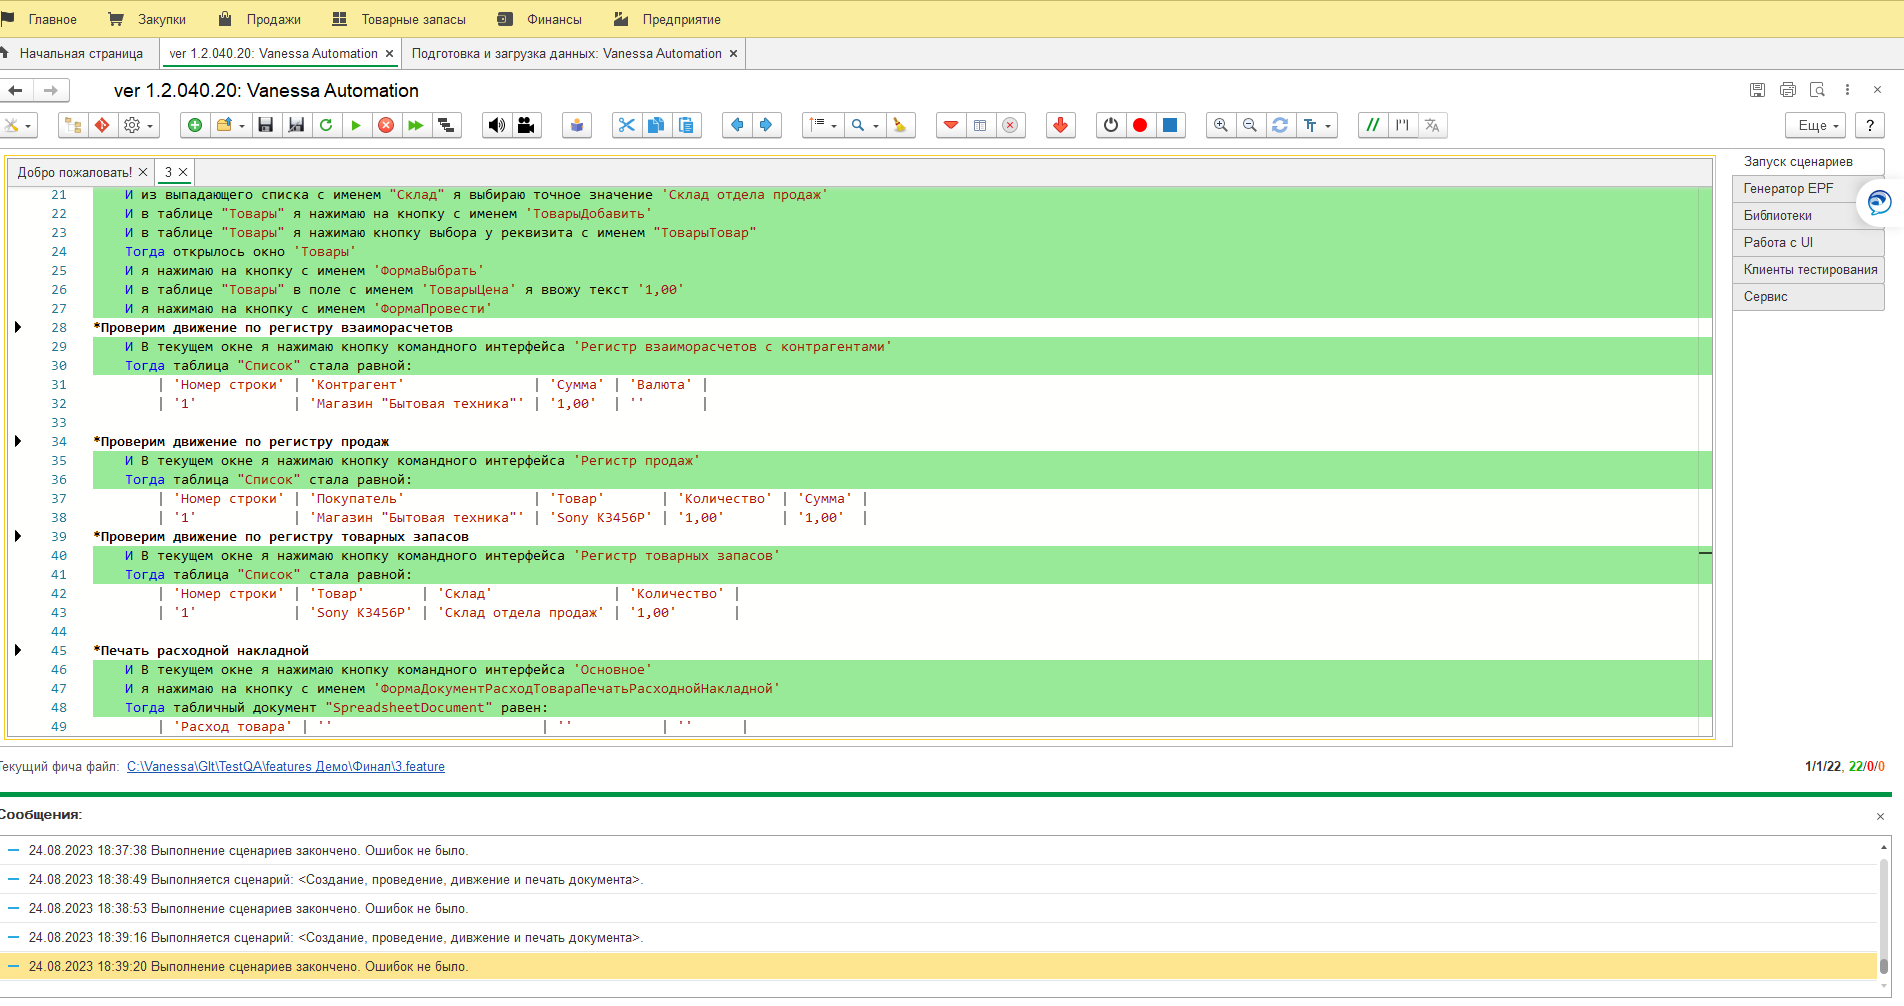 Главное Закупки Продажи Товарные запасы Финансы Предприятие
Начальная страница ver 1.2.040.20: Vanessa Automation × Подготовка и загрузка данных: Vanessa Automation ×
ver 1.2.040.20: Vanessa Automation
Еще ?
Добро пожаловать! × 3 ×
21 И из выпадающего списка с именем "Склад" я выбираю точное значение 'Склад отдела продаж'
22 И в таблице "Товары" я нажимаю на кнопку с именем 'ТоварыДобавить'
23 И в таблице "Товары" я нажимаю кнопку выбора у реквизита с именем "ТоварыТовар"
24 Тогда открылось окно 'Товары'
25 И я нажимаю на кнопку с именем 'ФормаВыбрать'
26 И в таблице "Товары" в поле с именем 'ТоварыЦена' я ввожу текст '1,00'
27 И я нажимаю на кнопку с именем 'ФормаПровести'
28 *Проверим движение по регистру взаиморасчетов
29 И В текущем окне я нажимаю кнопку командного интерфейса 'Регистр взаиморасчетов с контрагентами'
30 Тогда таблица "Список" стала равной:
31 | 'Номер строки' | 'Контрагент' | 'Сумма' | 'Валюта' |
32 | '1' | 'Магазин "Бытовая техника"' | '1,00' | '' |
33
34 *Проверим движение по регистру продаж
35 И В текущем окне я нажимаю кнопку командного интерфейса 'Регистр продаж'
36 Тогда таблица "Список" стала равной:
37 | 'Номер строки' | 'Покупатель' | 'Товар' | 'Количество' | 'Сумма' |
38 | '1' | 'Магазин "Бытовая техника"' | 'Sony K3456P' | '1,00' | '1,00' |
39 *Проверим движение по регистру товарных запасов
40 И В текущем окне я нажимаю кнопку командного интерфейса 'Регистр товарных запасов'
41 Тогда таблица "Список" стала равной:
42 | 'Номер строки' | 'Товар' | 'Склад' | 'Количество' |
43 | '1' | 'Sony K3456P' | 'Склад отдела продаж' | '1,00' |
44
45 *Печать расходной накладной
46 И В текущем окне я нажимаю кнопку командного интерфейса 'Основное'
47 И я нажимаю на кнопку с именем 'ФормаДокументРасходТовараПечатьРасходнойНакладной'
48 Тогда табличный документ "SpreadsheetDocument" равен:
49 | 'Расход товара' | '' | '' | '' |
Запуск сценариев
Генератор EPF
Библиотеки
Работа с UI
Клиенты тестирования
Сервис
Текущий фича файл: C:\Vanessa\GIt\TestQA\features Демо\Финал\3.feature 1/1/22, 22/0/0
Сообщения:
24.08.2023 18:37:38 Выполнение сценариев закончено. Ошибок не было.
24.08.2023 18:38:49 Выполняется сценарий: <Создание, проведение, дивжение и печать документа>.
24.08.2023 18:38:53 Выполнение сценариев закончено. Ошибок не было.
24.08.2023 18:39:16 Выполняется сценарий: <Создание, проведение, дивжение и печать документа>.
24.08.2023 18:39:20 Выполнение сценариев закончено. Ошибок не было.